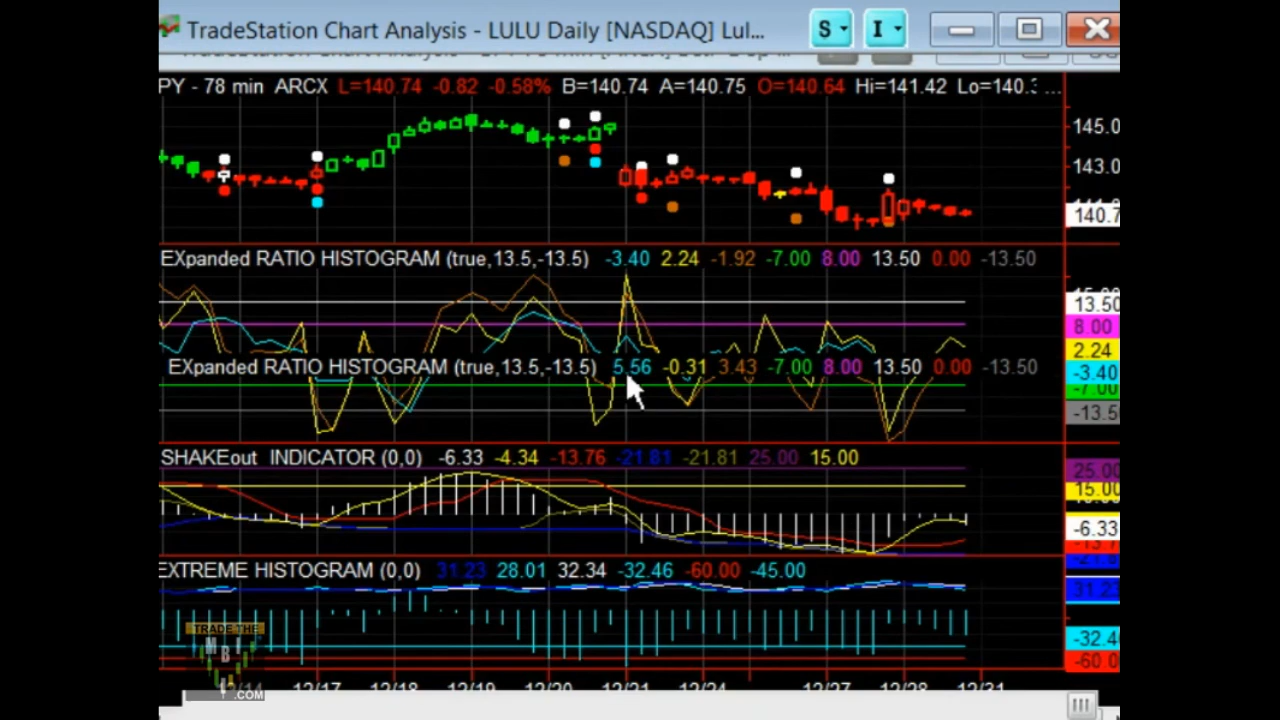 TradeStation Chart Analysis - LULU Daily [NASDAQ] Lul...
S
I
PY - 78 min ARCX L=140.74 -0.82 -0.58% B=140.74 A=140.75 O=140.64 Hi=141.42 Lo=140.3 ...
145.0
143.0
140.7
EXpanded RATIO HISTOGRAM (true,13.5,-13.5) -3.40 2.24 -1.92 -7.00 8.00 13.50 0.00 -13.50
13.50
8.00
2.24
EXpanded RATIO HISTOGRAM (true,13.5,-13.5) 5.56 -0.31 3.43 -7.00 8.00 13.50 0.00 -13.50
-3.40
-7.00
-13.5
SHAKEout INDICATOR (0,0) -6.33 -4.34 -13.76 -21.81 -21.81 25.00 15.00
25.00
15.00
-6.33
EXTREME HISTOGRAM (0,0) 31.23 28.01 32.34 -32.46 -60.00 -45.00
31.23
TRADE THE
M B I
-32.4
-60.0
.COM
12/14 12/17 12/18 12/19 12/20 12/21 12/24 12/27 12/28 12/31